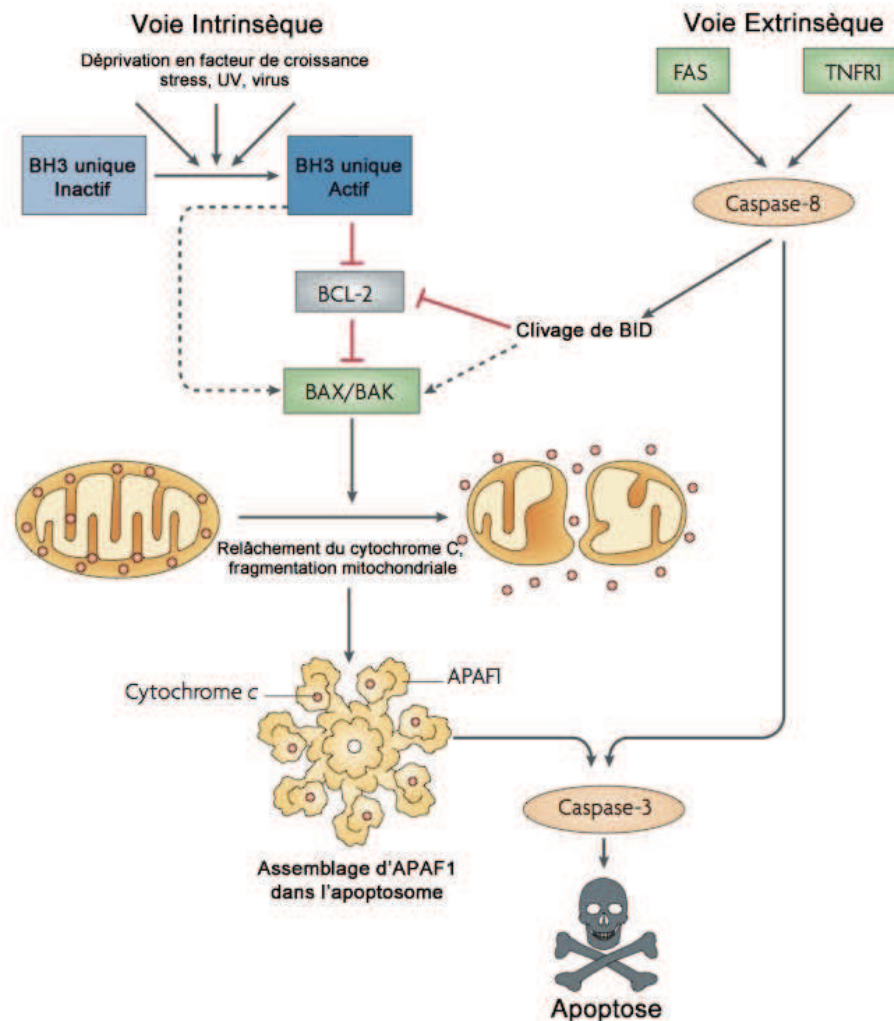 Voie Intrinsèque
Déprivation en facteur de croissance
stress, UV, virus
BH3 unique
Inactif
BH3 unique
Actif
BCL-2
BAX/BAK
Voie Extrinsèque
FAS
TNFR1
Caspase-8
Clivage de BID
Relâchement du cytochrome C,
fragmentation mitochondriale
Cytochrome c
APAF1
Assemblage d'APAF1
dans l'apoptosome
Caspase-3
Apoptose